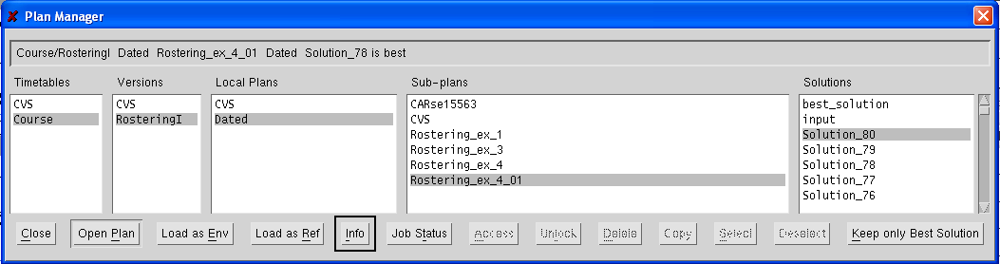 Plan Manager
Course/RosteringI Dated Rostering_ex_4_01 Dated Solution_78 is best
Timetables Versions Local Plans Sub-plans Solutions
CVS CVS CVS CARse15563 best_solution
Course RosteringI Dated CVS input
Rostering_ex_1 Solution_80
Rostering_ex_3 Solution_79
Rostering_ex_4 Solution_78
Rostering_ex_4_01 Solution_77
Solution_76
Close Open Plan Load as Env Load as Ref Info Job Status Access Unlock Delete Copy Select Deselect Keep only Best Solution